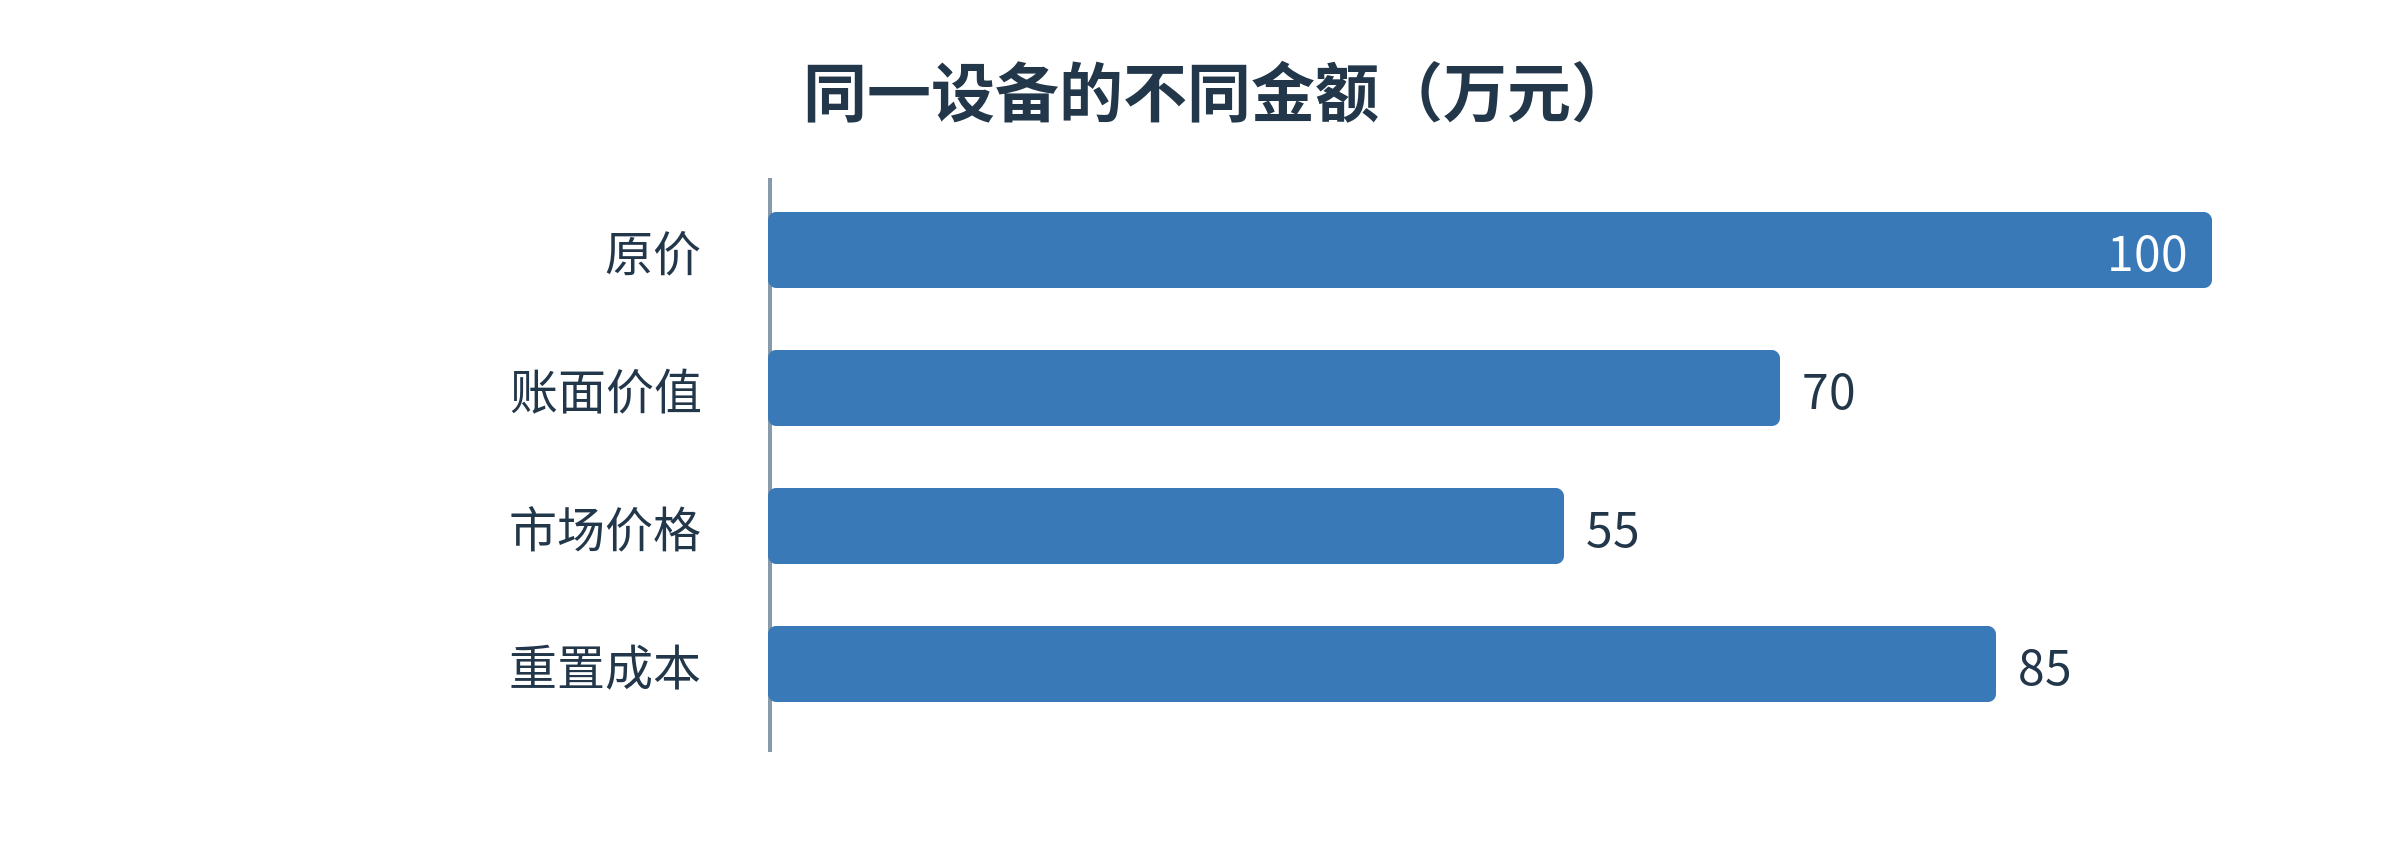 同一设备的不同金额（万元）
原价 100
账面价值 70
市场价格 55
重置成本 85